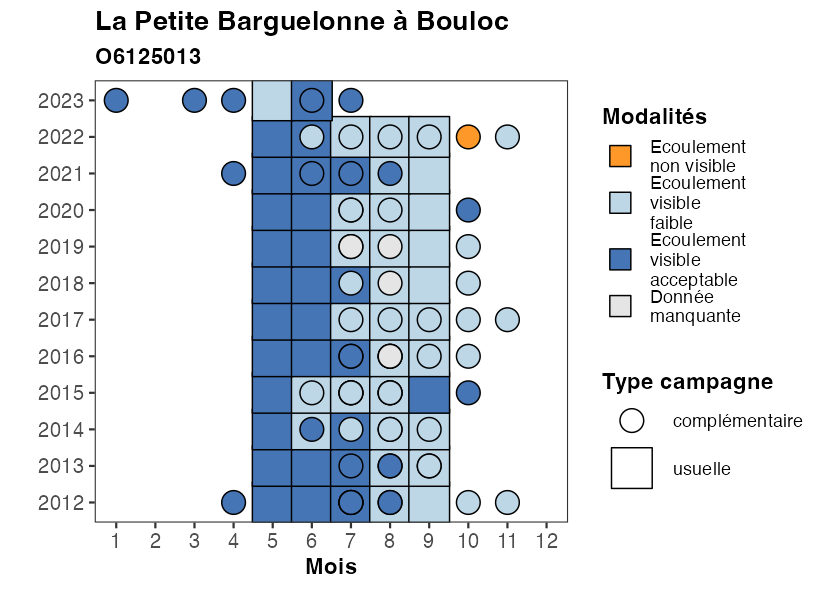 La Petite Barguelonne à Bouloc
O6125013
2023
2022
2021
2020
2019
2018
2017
2016
2015
2014
2013
2012
1 2 3 4 5 6 7 8 9 10 11 12
Mois
Modalités
Ecoulement
non visible
Ecoulement
visible
faible
Ecoulement
visible
acceptable
Donnée
manquante
Type campagne
complémentaire
usuelle